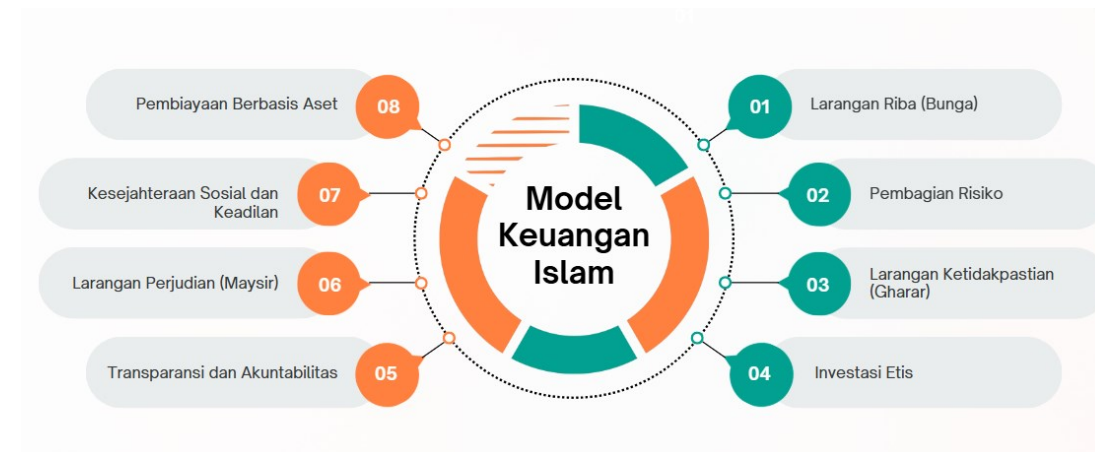 Model
Keuangan
Islam
01
Larangan Riba (Bunga)
02
Pembagian Risiko
03
Larangan Ketidakpastian
(Gharar)
04
Investasi Etis
05
Transparansi dan Akuntabilitas
06
Larangan Perjudian (Maysir)
07
Kesejahteraan Sosial dan
Keadilan
08
Pembiayaan Berbasis Aset